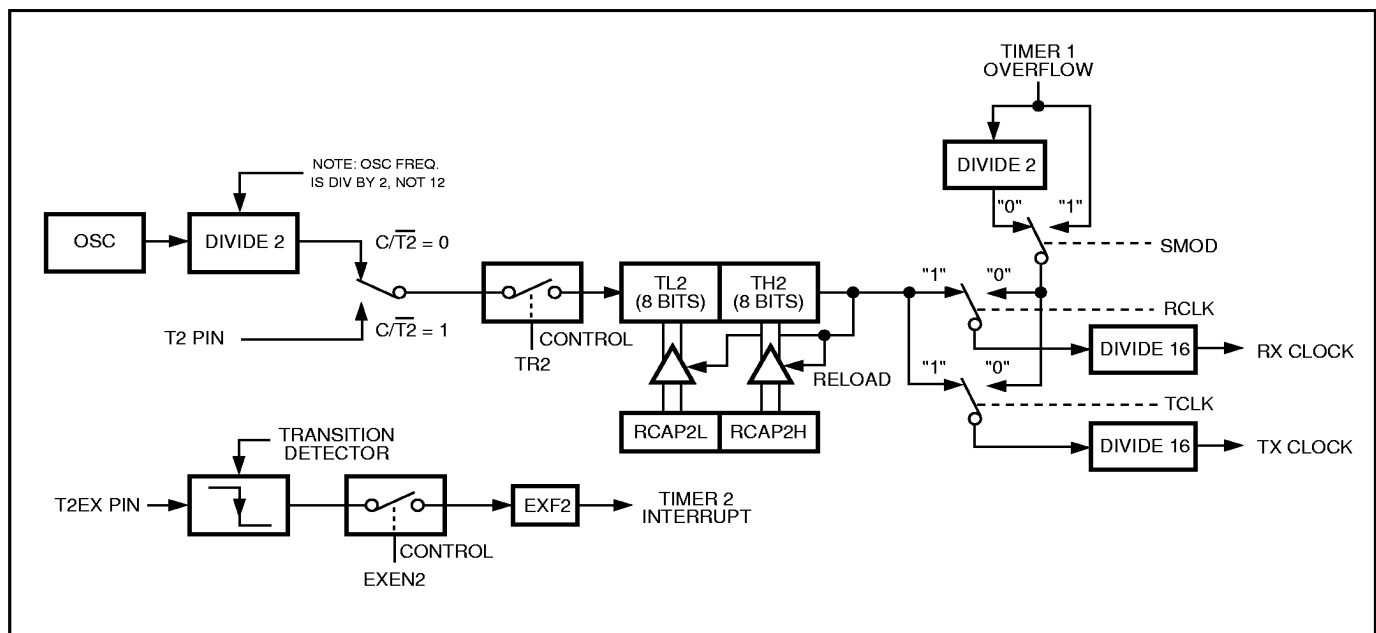 TIMER 1
OVERFLOW
DIVIDE 2
"0"
"1"
SMOD
NOTE: OSC FREQ.
IS DIV BY 2, NOT 12
OSC
DIVIDE 2
C/T2̅ = 0
T2 PIN
C/T2̅ = 1
CONTROL
TR2
TL2
(8 BITS)
TH2
(8 BITS)
RELOAD
RCAP2L
RCAP2H
"1"
"0"
RCLK
DIVIDE 16
RX CLOCK
"1"
"0"
TCLK
DIVIDE 16
TX CLOCK
TRANSITION
DETECTOR
T2EX PIN
CONTROL
EXEN2
EXF2
TIMER 2
INTERRUPT